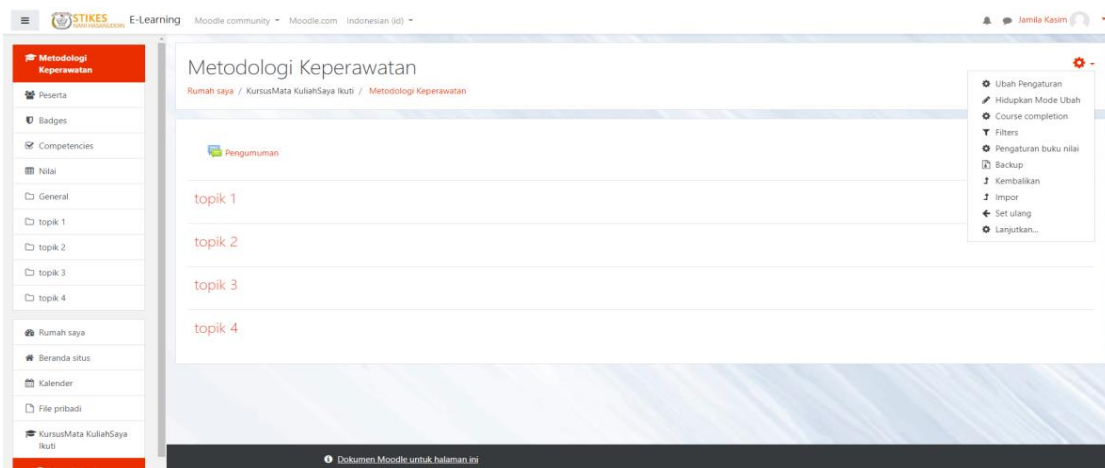 STIKES E-Learning Moodle community Moodle.com Indonesian (id) Jamila Kasim
NANI HASANUDDIN
Metodologi
Keperawatan
Peserta
Badges
Competencies
Nilai
General
topik 1
topik 2
topik 3
topik 4
Rumah saya
Beranda situs
Kalender
File pribadi
KursusMata KuliahSaya
Ikuti
Metodologi Keperawatan
Rumah saya / KursusMata KuliahSaya Ikuti / Metodologi Keperawatan
Ubah Pengaturan
Hidupkan Mode Ubah
Course completion
Filters
Pengaturan buku nilai
Backup
Kembalikan
Impor
Set ulang
Lanjutkan...
Pengumuman
topik 1
topik 2
topik 3
topik 4
Dokumen Moodle untuk halaman ini